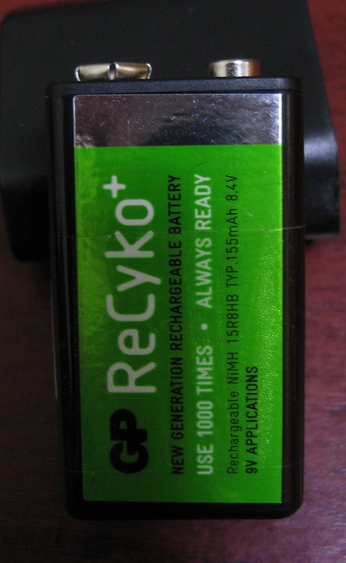 GP ReCyko+
NEW GENERATION RECHARGEABLE BATTERY
USE 1000 TIMES • ALWAYS READY
Rechargeable NiMH 15R8HB TYP.155mAh 8,4V
9V APPLICATIONS